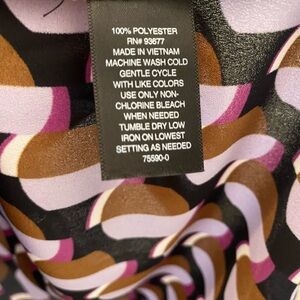 100% POLYESTER
RN# 93677
MADE IN VIETNAM
MACHINE WASH COLD
GENTLE CYCLE
WITH LIKE COLORS
USE ONLY NON-
CHLORINE BLEACH
WHEN NEEDED
TUMBLE DRY LOW
IRON ON LOWEST
SETTING AS NEEDED
75590-0